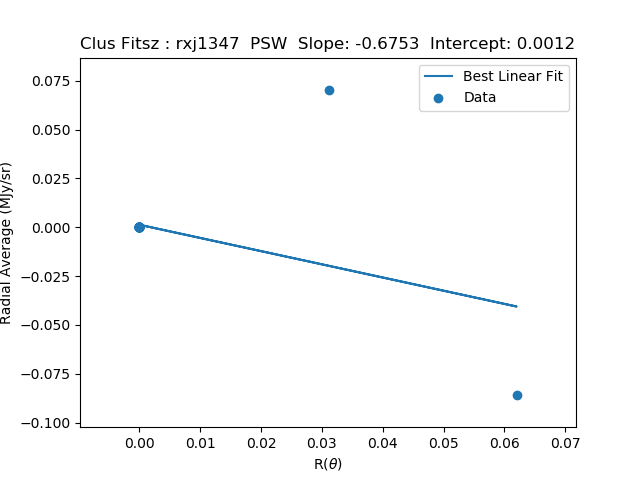 Clus Fitsz : rxj1347 PSW Slope: -0.6753 Intercept: 0.0012
Best Linear Fit
Data
Radial Average (MJy/sr)
0.075
0.050
0.025
0.000
−0.025
−0.050
−0.075
−0.100
0.00 0.01 0.02 0.03 0.04 0.05 0.06 0.07
R(θ)